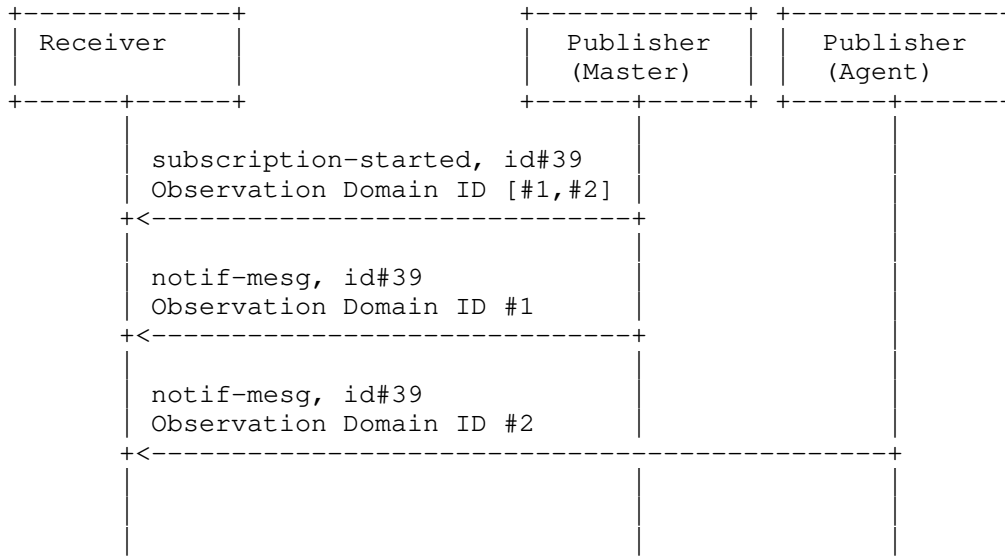 Receiver
Publisher
(Master)
Publisher
(Agent)
subscription-started, id#39
Observation Domain ID [#1,#2]
notif-mesg, id#39
Observation Domain ID #1
notif-mesg, id#39
Observation Domain ID #2